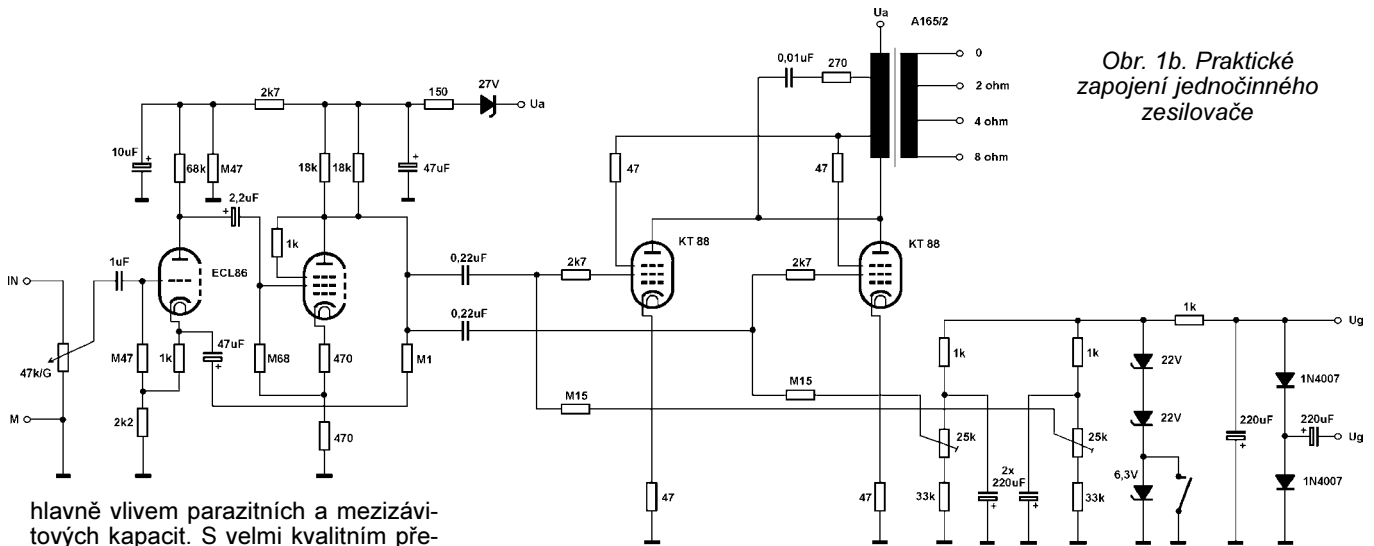 Ua
A165/2
0
2 ohm
4 ohm
8 ohm
Obr. 1b. Praktické
zapojení jednočinného
zesilovače
0,01uF
270
2k7
150
27V
Ua
10uF
68k
M47
18k
18k
47uF
+
+
47
47
2,2uF
+
1k
KT 88
KT 88
1uF
ECL86
IN
0,22uF
2k7
2k7
0,22uF
47k/G
M47
1k
47uF
+
M68
470
M1
M
2k2
470
M15
M15
1k
Ug
1k
1k
22V
22V
1N4007
220uF
+
220uF
+
Ug
25k
25k
2x
220uF
+
+
33k
33k
6,3V
1N4007
47
47
hlavně vlivem parazitních a mezizávi-
tových kapacit. S velmi kvalitním pře-